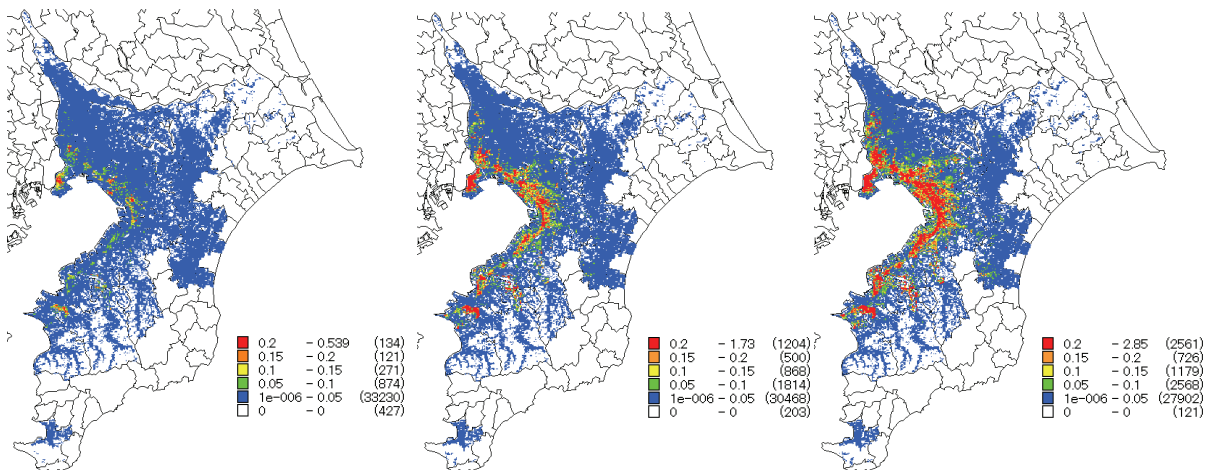 0.2 - 0.539 (134)
0.15 - 0.2 (121)
0.1 - 0.15 (271)
0.05 - 0.1 (874)
1e-006 - 0.05 (33230)
0 - 0 (427)
0.2 - 1.73 (1204)
0.15 - 0.2 (500)
0.1 - 0.15 (868)
0.05 - 0.1 (1814)
1e-006 - 0.05 (30468)
0 - 0 (203)
0.2 - 2.85 (2561)
0.15 - 0.2 (726)
0.1 - 0.15 (1179)
0.05 - 0.1 (2568)
1e-006 - 0.05 (27902)
0 - 0 (121)